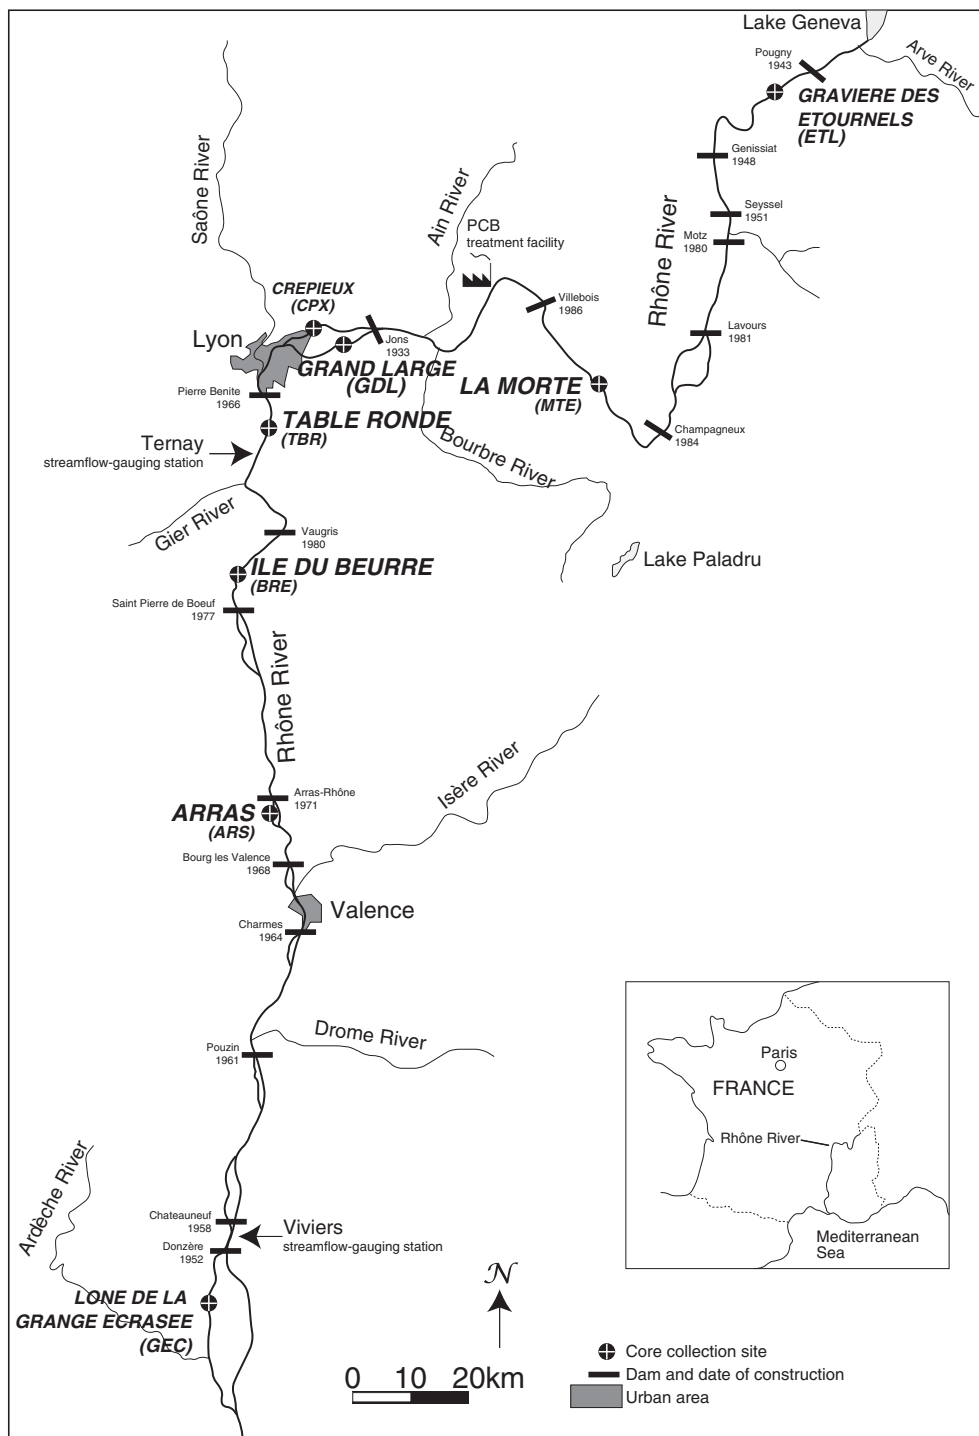 Lake Geneva
Pougny
1943
Arve River
GRAVIERE DES
ETOURNELS
(ETL)
Genissiat
1948
Saône River
Ain River
Seyssel
1951
PCB
treatment facility
Rhône River
Motz
1980
CREPIEUX
(CPX)
Villebois
1986
Lyon
Jons
1933
Lavours
1981
GRAND LARGE
(GDL)
LA MORTE
(MTE)
Pierre Benite
1966
TABLE RONDE
(TBR)
Champagneux
1984
Ternay
streamflow-gauging station
Bourbre River
Gier River
Vaugris
1980
Lake Paladru
ILE DU BEURRE
(BRE)
Saint Pierre de Boeuf
1977
Rhône River
Isère River
Arras-Rhône
1971
ARRAS
(ARS)
Bourg les Valence
1968
Valence
Charmes
1964
Drome River
Pouzin
1961
Paris
FRANCE
Rhône River
Mediterranean
Sea
Ardèche River
Chateauneuf
1958
Viviers
streamflow-gauging station
Donzère
1952
LONE DE LA
GRANGE ECRASEE
(GEC)
N
0 10 20km
Core collection site
Dam and date of construction
Urban area